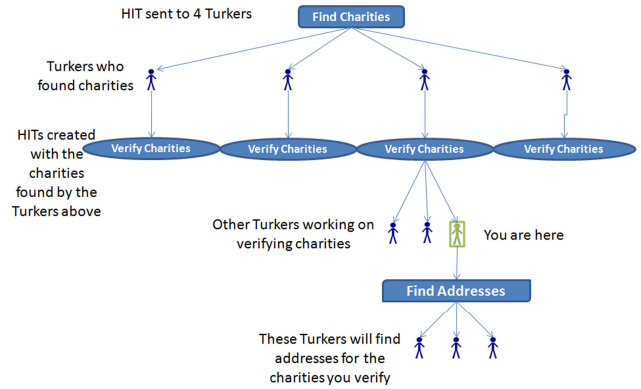 HIT sent to 4 Turkers
Find Charities
Turkers who
found charities
HITs created
with the
charities
found by the
Turkers above
Verify Charities
Verify Charities
Verify Charities
Verify Charities
Other Turkers working on
verifying charities
You are here
Find Addresses
These Turkers will find
addresses for the
charities you verify